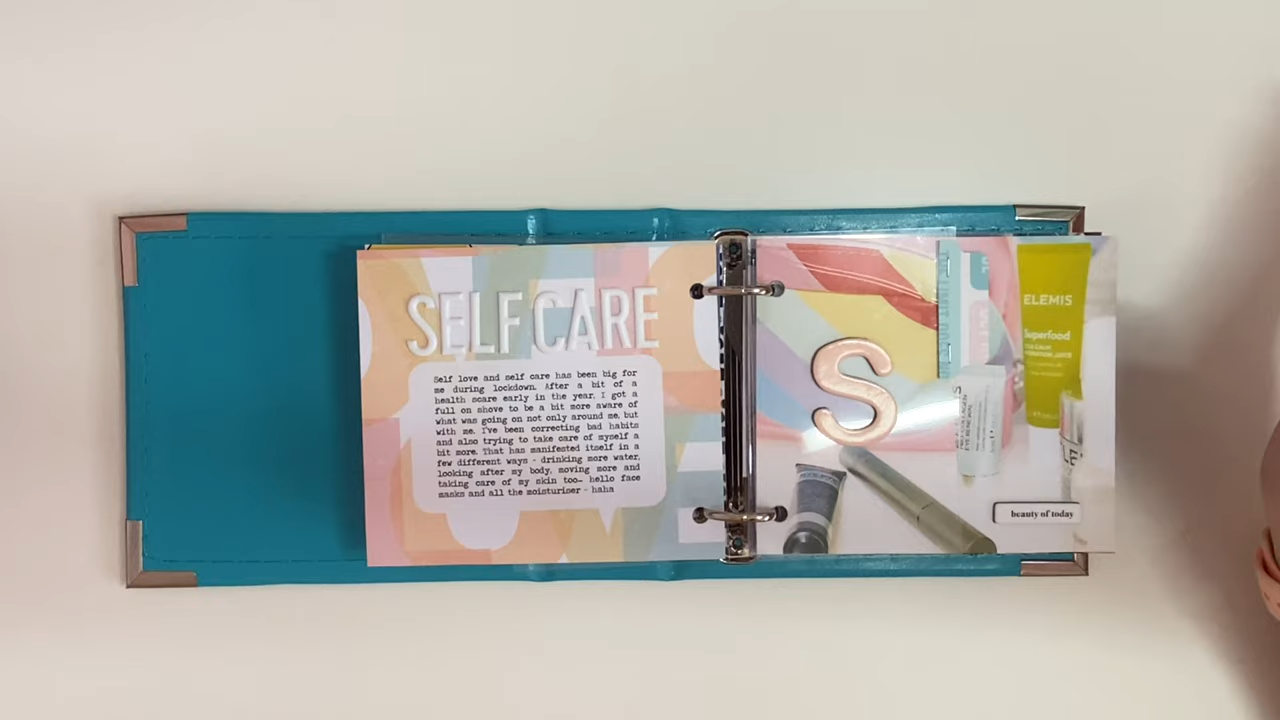 SELF CARE
Self love and self care has been big for
me during lockdown. After a bit of a
health scare early in the year, I got a
full on shove to be a bit more aware of
what was going on not only around me, but
with me. I've been correcting bad habits
and also trying to take care of myself a
bit more. That has manifested itself in a
few different ways - drinking more water,
looking after my body, moving more and
taking care of my skin too- hello face
masks and all the moisturiser - haha
S
ELEMIS
Superfood
beauty of today